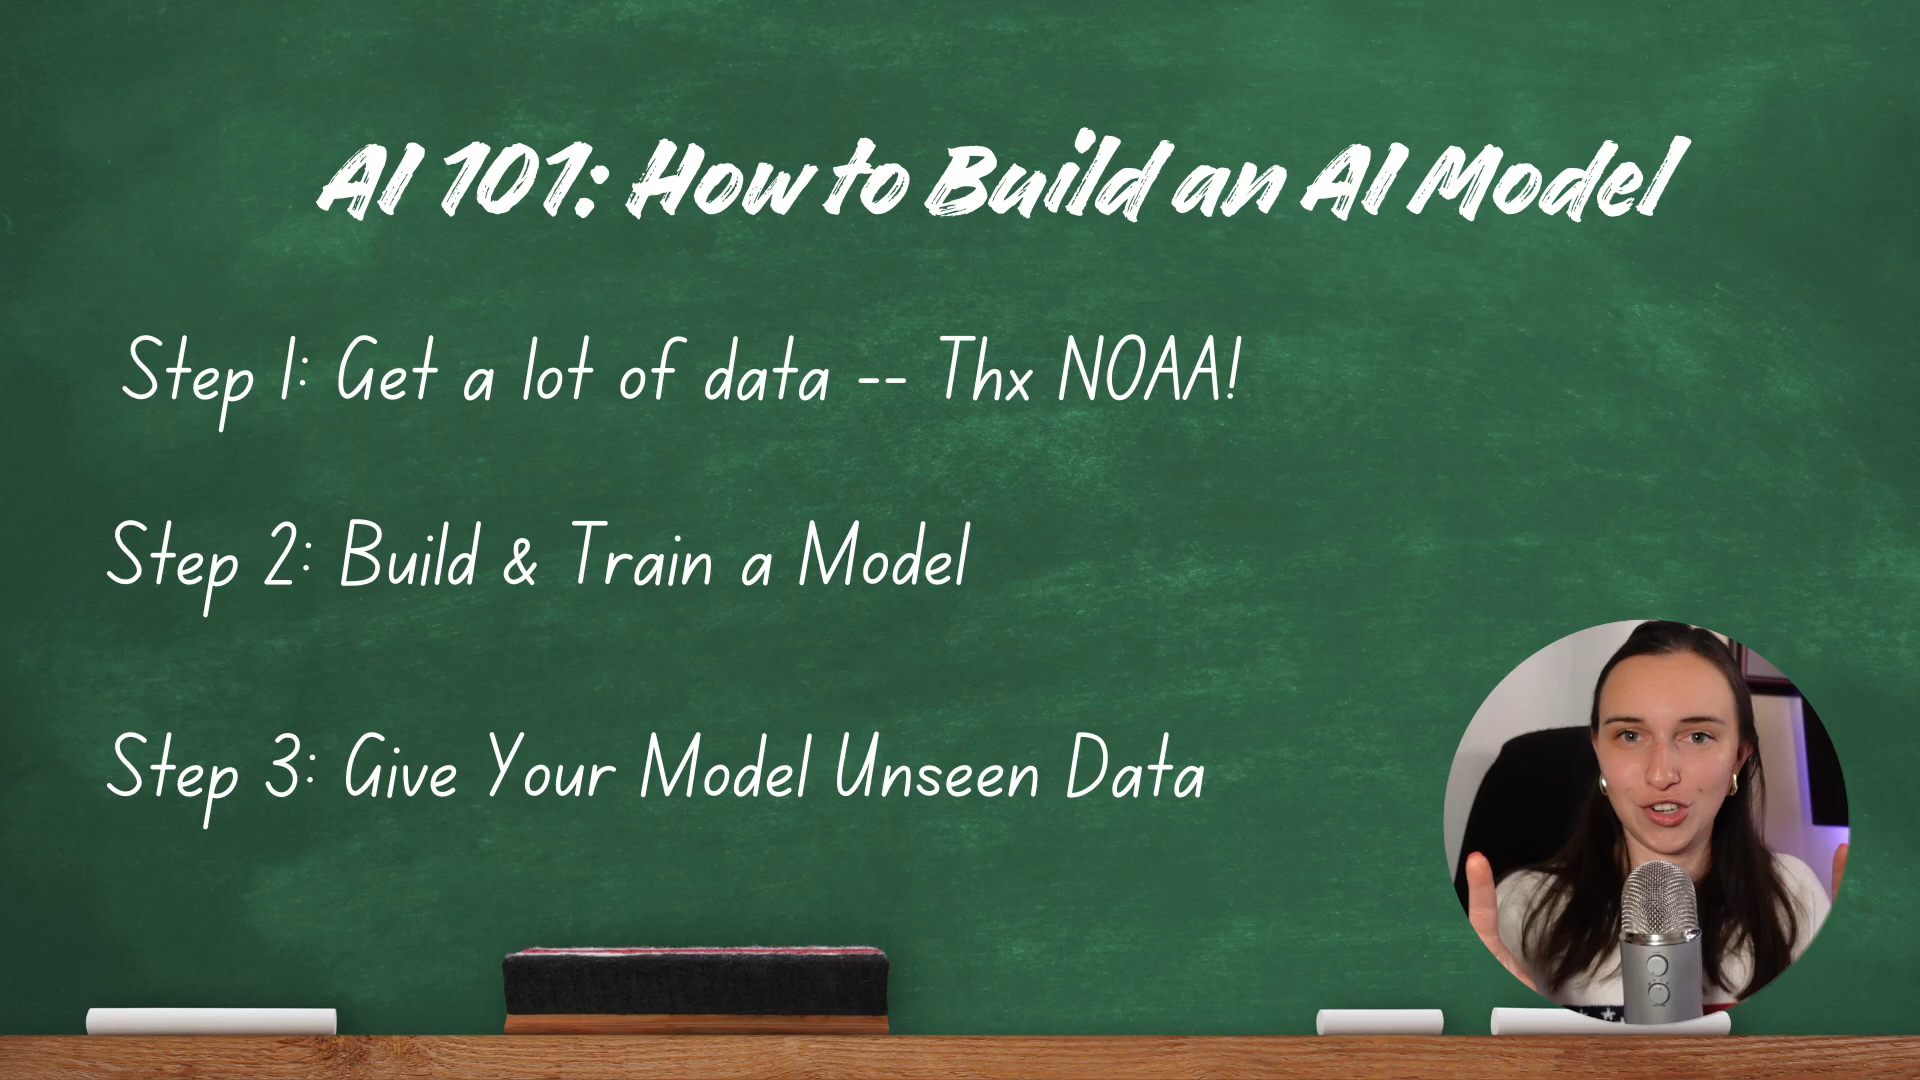 AI 101: How to Build an AI Model
Step 1: Get a lot of data -- Thx NOAA!
Step 2: Build & Train a Model
Step 3: Give Your Model Unseen Data